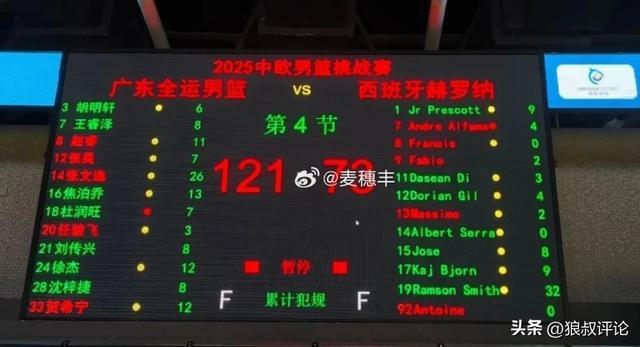 2025中欧男篮挑战赛
广东全运男篮 VS 西班牙赫罗纳
第 4 节
121 73
3 胡明轩 6
7 王睿泽 8
8 赵睿 11
12 张昊 7
14 张文逸 26
16 焦泊乔 13
18 杜润旺 7
20 任骏飞 3
21 刘传兴 8
24 徐杰 12
28 沈梓捷 8
33 贺希宁 12
1 Jr Prescott 9
7 Andre Alfama 4
8 Francis 0
9 Fabio 2
11 Dasean Di 3
12 Dorian Gil 4
13 Massimo 2
14 Albert Serra 0
15 Jose 8
17 Kaj Bjorn 9
19 Ramson Smith 32
92 Antoine 0
暂停
F 累计犯规 F
@麦穗丰
头条 @狼叔评论